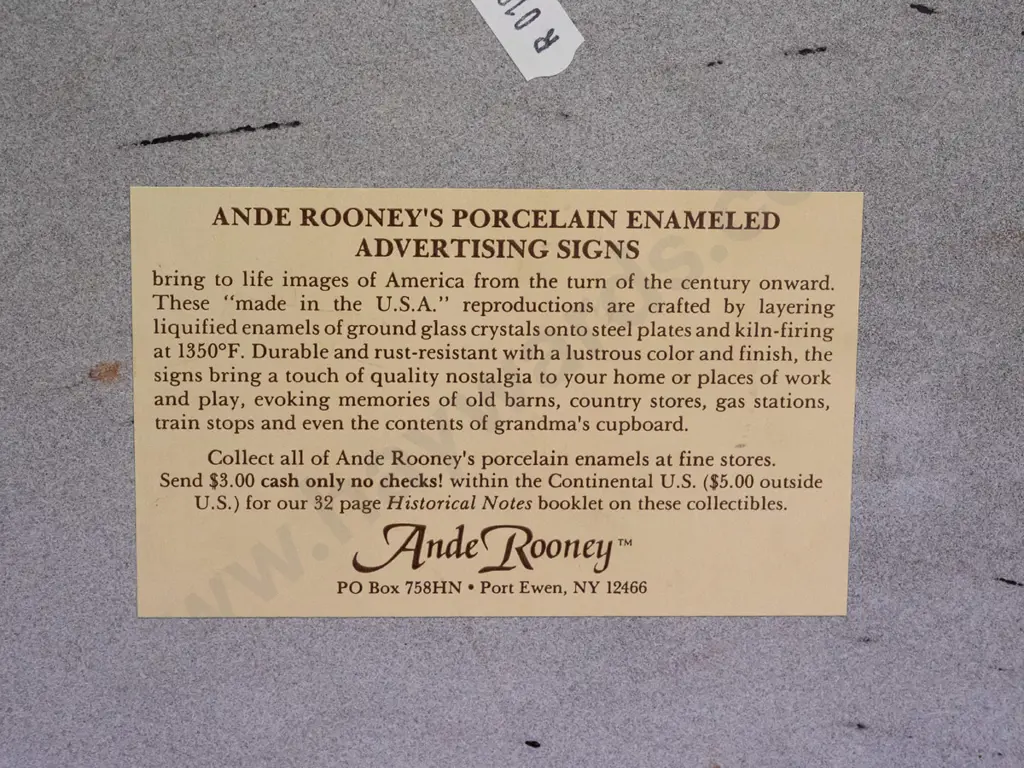 R 010
ANDE ROONEY'S PORCELAIN ENAMELED
ADVERTISING SIGNS
bring to life images of America from the turn of the century onward.
These "made in the U.S.A." reproductions are crafted by layering
liquified enamels of ground glass crystals onto steel plates and kiln-firing
at 1350°F. Durable and rust-resistant with a lustrous color and finish, the
signs bring a touch of quality nostalgia to your home or places of work
and play, evoking memories of old barns, country stores, gas stations,
train stops and even the contents of grandma's cupboard.
Collect all of Ande Rooney's porcelain enamels at fine stores.
Send $3.00 cash only no checks! within the Continental U.S. ($5.00 outside
U.S.) for our 32 page Historical Notes booklet on these collectibles.
Ande Rooney™
PO Box 758HN • Port Ewen, NY 12466